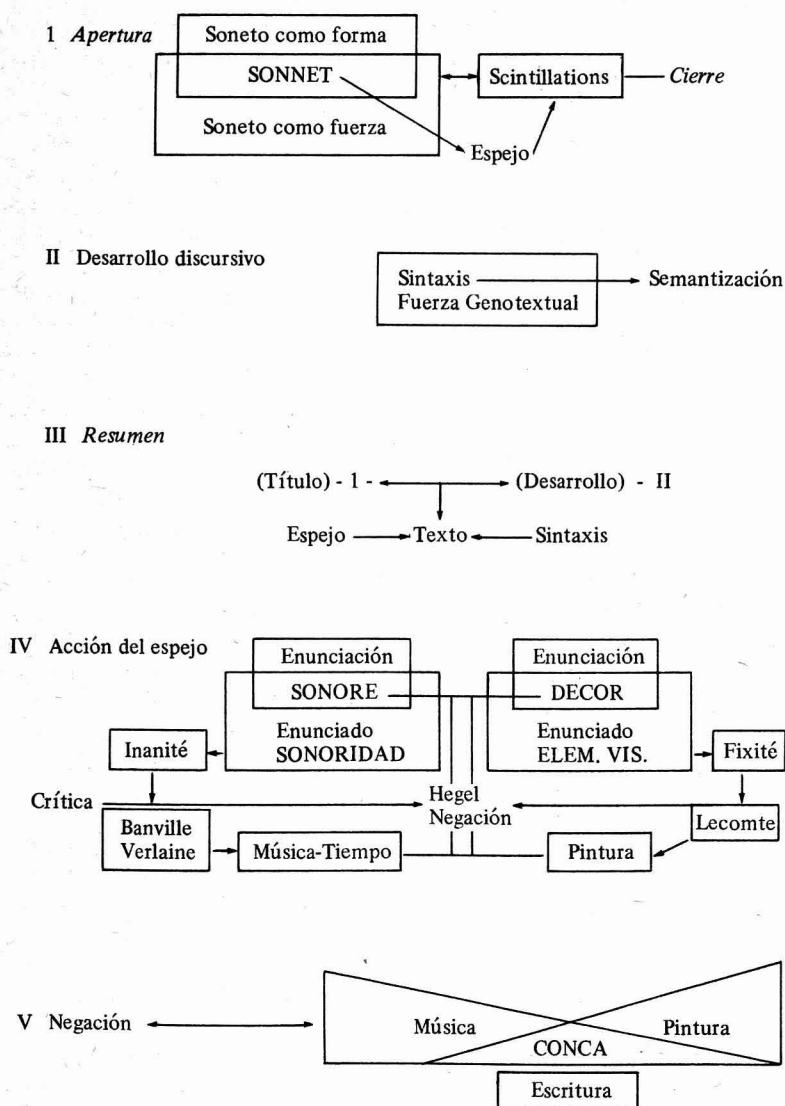 1 Apertura
Soneto como forma
SONNET
Scintillations
Cierre
Soneto como fuerza
Espejo
II Desarrollo discursivo
Sintaxis
Semantización
Fuerza Genotextual
III Resumen
(Título) - 1 -
(Desarrollo) - II
Espejo
Texto
Sintaxis
IV Acción del espejo
Enunciación
Enunciación
SONORE
DECOR
Inanité
Enunciado
SONORIDAD
Enunciado
ELEM. VIS.
Fixité
Crítica
Hegel
Negación
Banville
Verlaine
Lecomte
Música-Tiempo
Pintura
V Negación
Música
Pintura
CONCA
Escritura